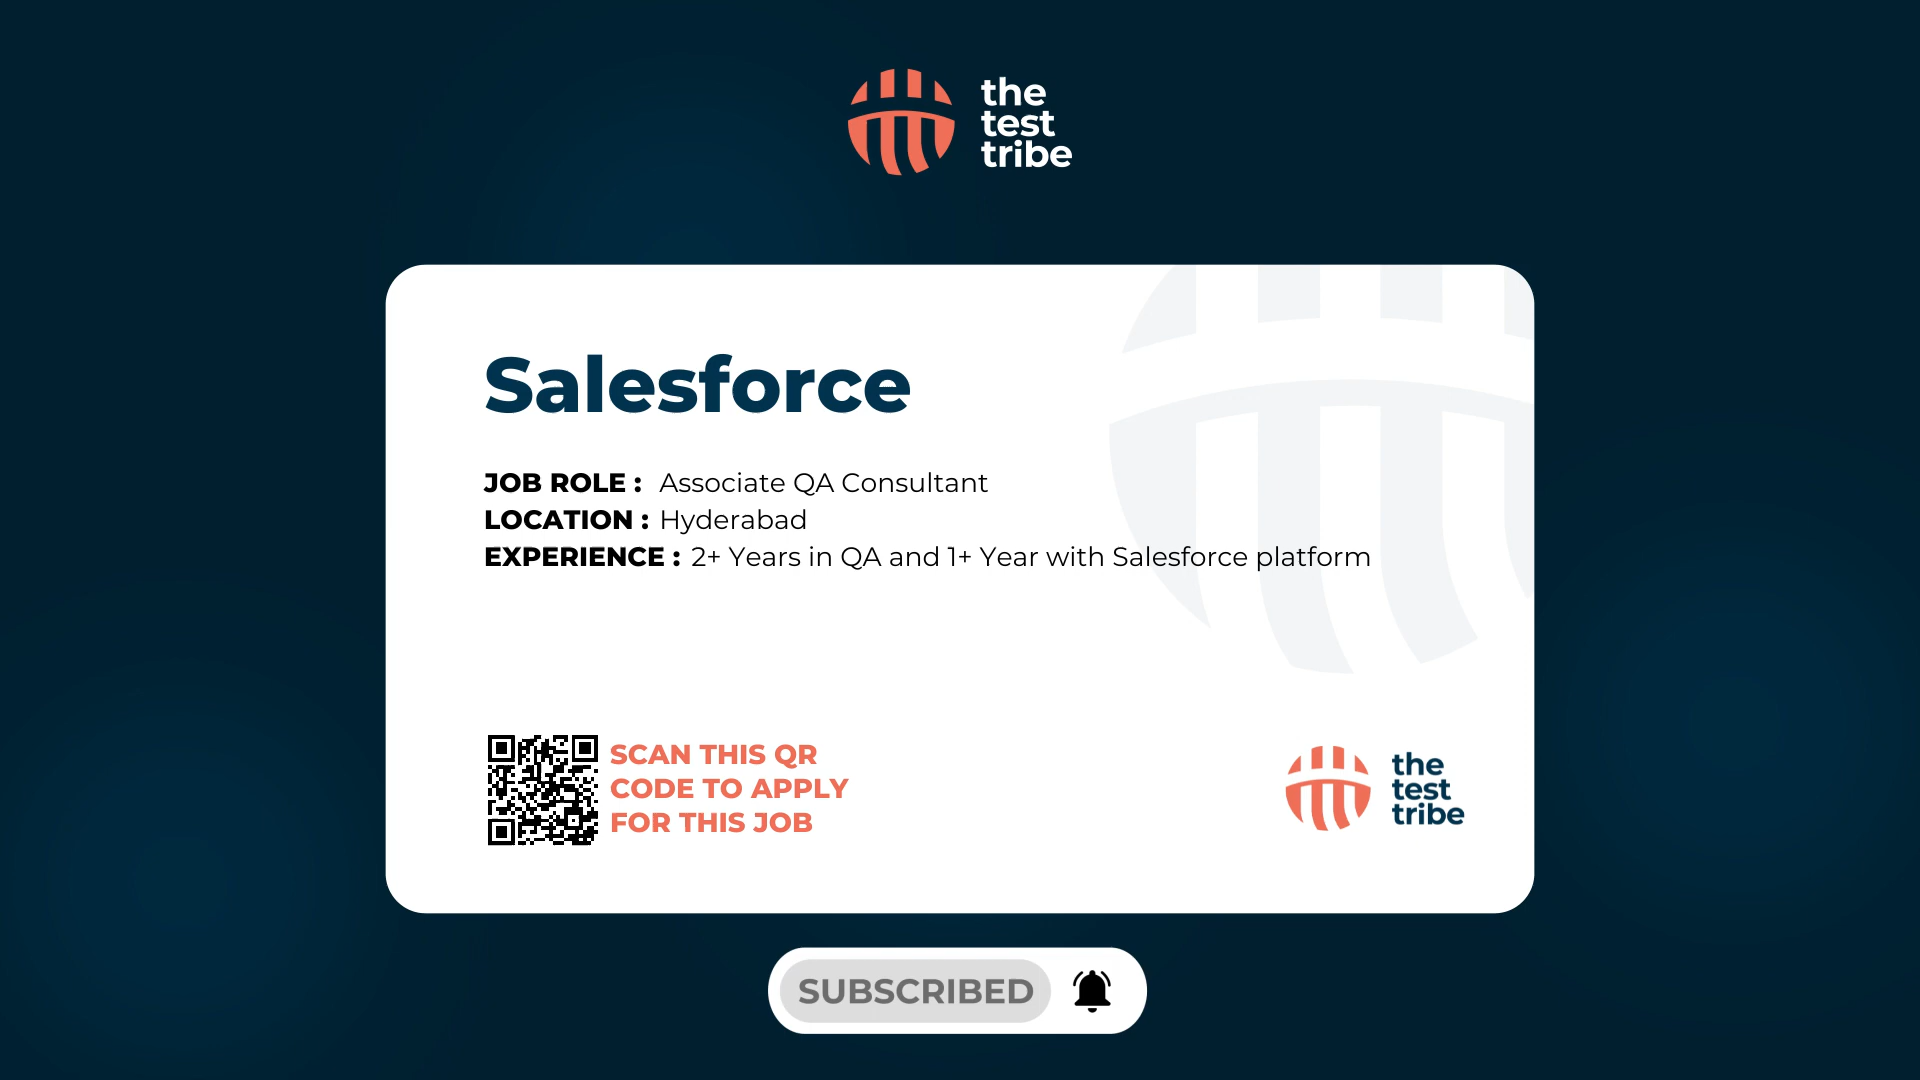 the
test
tribe
Salesforce
JOB ROLE : Associate QA Consultant
LOCATION : Hyderabad
EXPERIENCE : 2+ Years in QA and 1+ Year with Salesforce platform
SCAN THIS QR
CODE TO APPLY
FOR THIS JOB
the
test
tribe
SUBSCRIBED